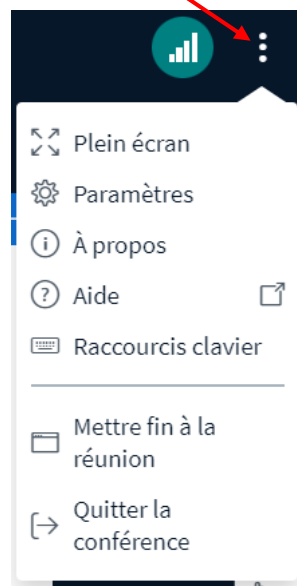 Plein écran
Paramètres
À propos
Aide
Raccourcis clavier
Mettre fin à la
réunion
Quitter la
conférence